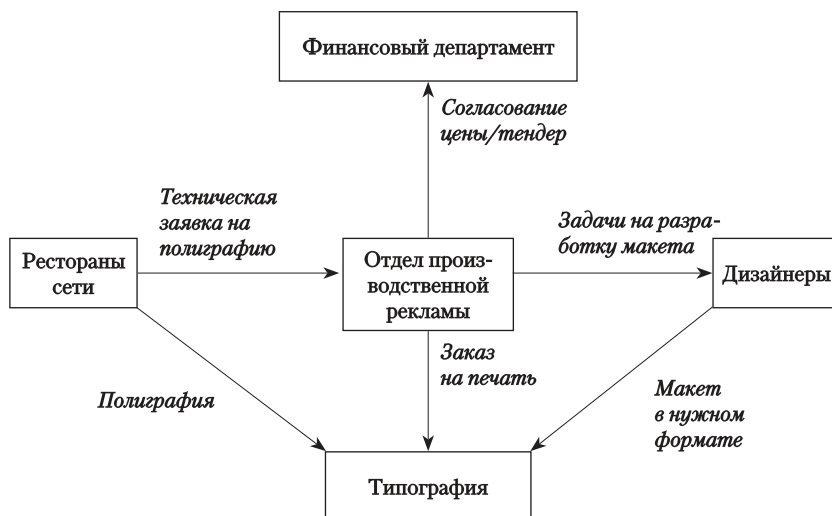 Финансовый департамент
Согласование
цены/тендер
Техническая
заявка на
полиграфию
Задачи на разра-
ботку макета
Рестораны
сети
Отдел произ-
водственной
рекламы
Дизайнеры
Полиграфия
Заказ
на печать
Макет
в нужном
формате
Типография